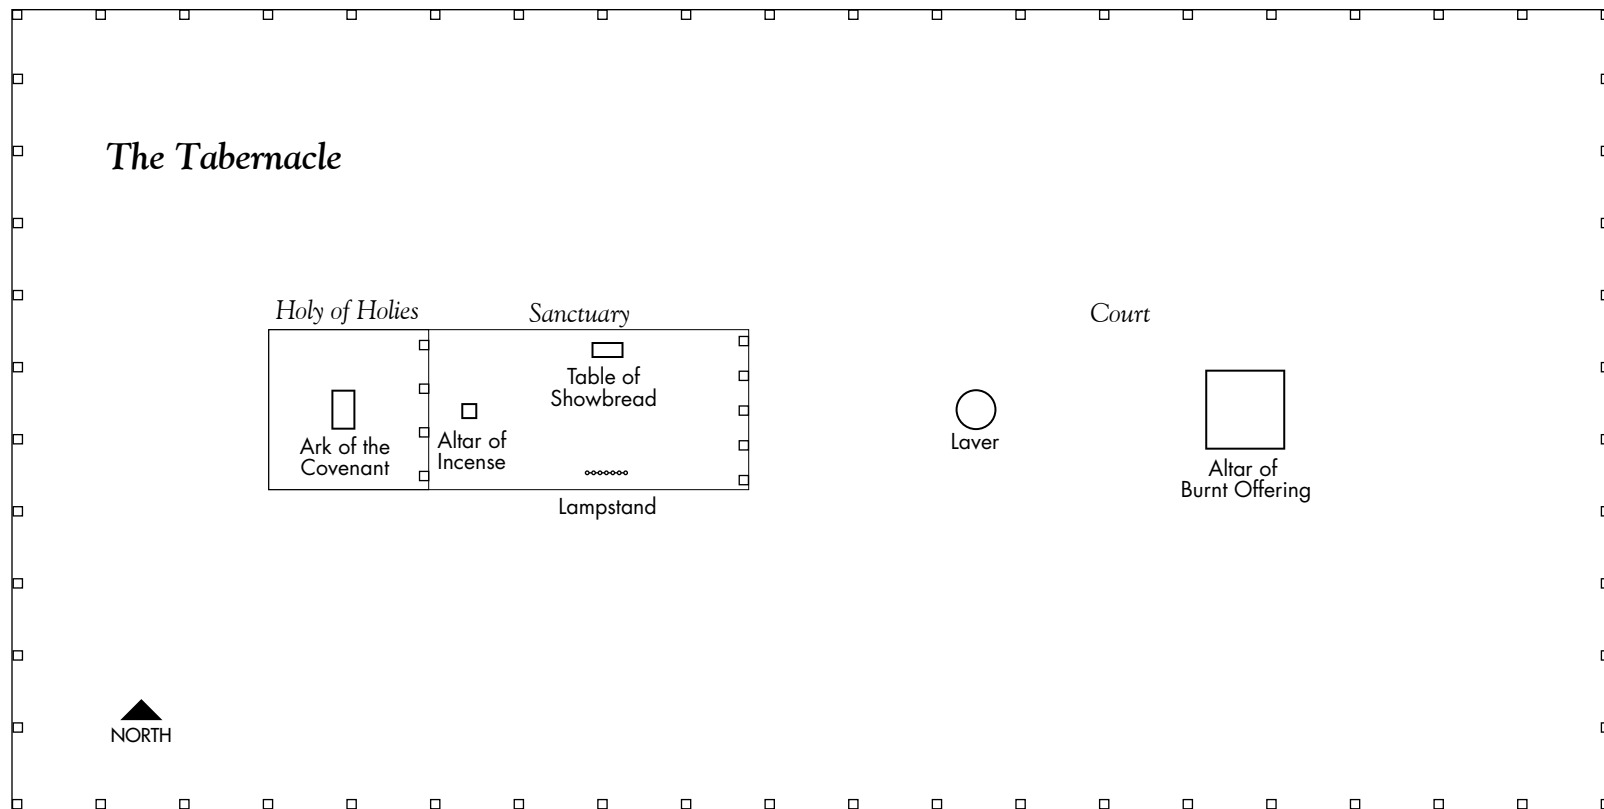 The Tabernacle
Holy of Holies
Sanctuary
Court
Table of
Showbread
Ark of the
Covenant
Altar of
Incense
Lampstand
Laver
Altar of
Burnt Offering
NORTH